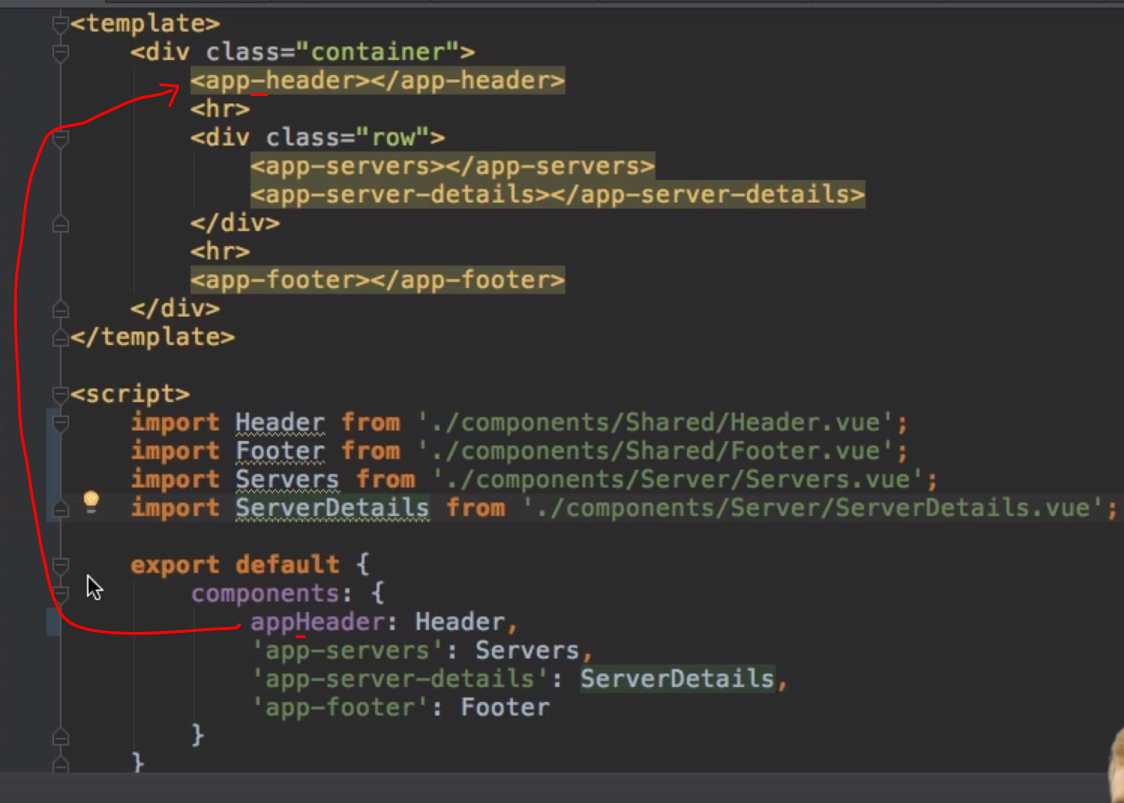 <template>
<div class="container">
<app-header></app-header>
<hr>
<div class="row">
<app-servers></app-servers>
<app-server-details></app-server-details>
</div>
<hr>
<app-footer></app-footer>
</div>
</template>
<script>
import Header from './components/Shared/Header.vue';
import Footer from './components/Shared/Footer.vue';
import Servers from './components/Server/Servers.vue';
import ServerDetails from './components/Server/ServerDetails.vue';
export default {
components: {
appHeader: Header,
'app-servers': Servers,
'app-server-details': ServerDetails,
'app-footer': Footer
}
}